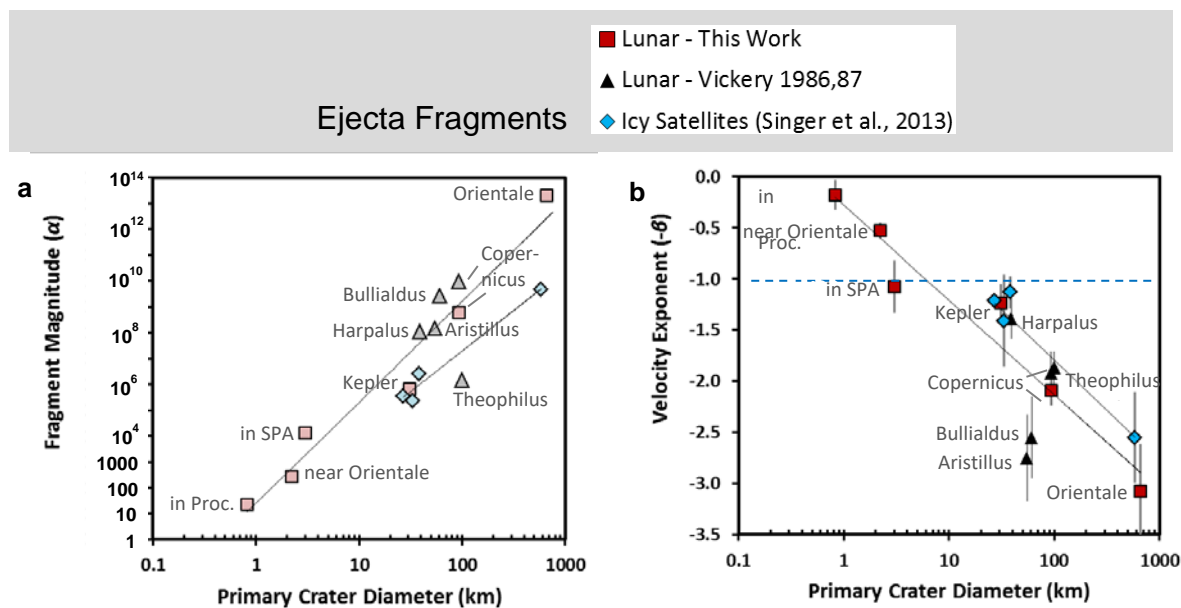 Lunar - This Work
Lunar - Vickery 1986,87
Icy Satellites (Singer et al., 2013)
Ejecta Fragments
a
Fragment Magnitude (α)
10¹⁴
10¹²
10¹⁰
10⁸
10⁶
10⁴
1000
100
10
1
Orientale
Coper-
nicus
Bullialdus
Harpalus
Aristillus
Kepler
Theophilus
in SPA
near Orientale
in Proc.
0.1 1 10 100 1000
Primary Crater Diameter (km)
b
Velocity Exponent (-β)
0.0
-0.5
-1.0
-1.5
-2.0
-2.5
-3.0
-3.5
in
near Orientale
Proc.
in SPA
Kepler
Harpalus
Copernicus
Theophilus
Bullialdus
Aristillus
Orientale
0.1 1 10 100 1000
Primary Crater Diameter (km)